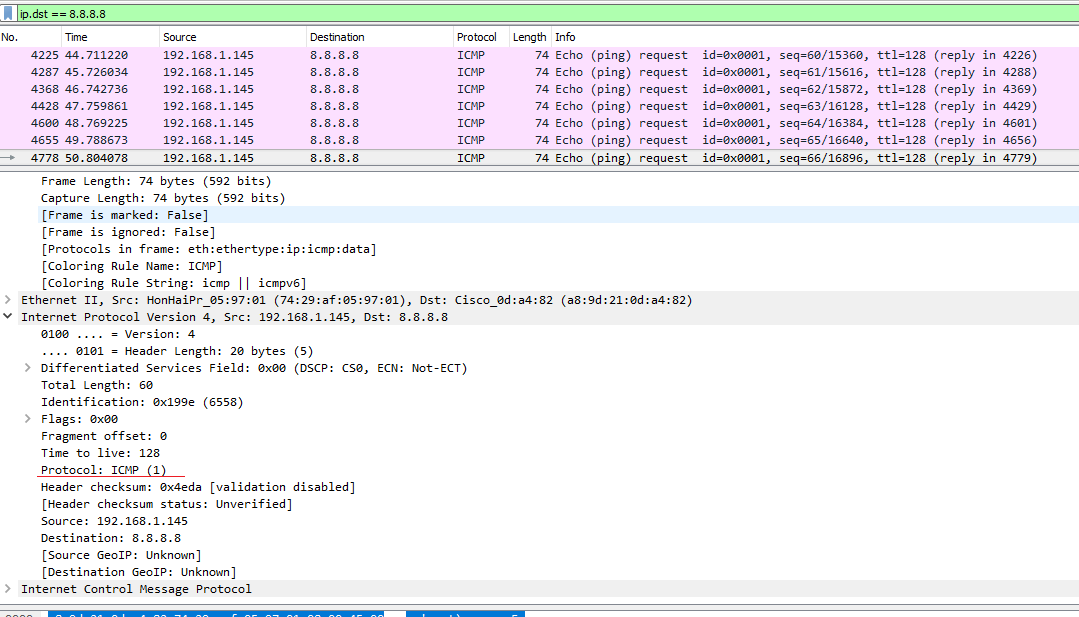 ip.dst == 8.8.8.8
No. Time Source Destination Protocol Length Info
4225 44.711220 192.168.1.145 8.8.8.8 ICMP 74 Echo (ping) request id=0x0001, seq=60/15360, ttl=128 (reply in 4226)
4287 45.726034 192.168.1.145 8.8.8.8 ICMP 74 Echo (ping) request id=0x0001, seq=61/15616, ttl=128 (reply in 4288)
4368 46.742736 192.168.1.145 8.8.8.8 ICMP 74 Echo (ping) request id=0x0001, seq=62/15872, ttl=128 (reply in 4369)
4428 47.759861 192.168.1.145 8.8.8.8 ICMP 74 Echo (ping) request id=0x0001, seq=63/16128, ttl=128 (reply in 4429)
4600 48.769225 192.168.1.145 8.8.8.8 ICMP 74 Echo (ping) request id=0x0001, seq=64/16384, ttl=128 (reply in 4601)
4655 49.788673 192.168.1.145 8.8.8.8 ICMP 74 Echo (ping) request id=0x0001, seq=65/16640, ttl=128 (reply in 4656)
4778 50.804078 192.168.1.145 8.8.8.8 ICMP 74 Echo (ping) request id=0x0001, seq=66/16896, ttl=128 (reply in 4779)
Frame Length: 74 bytes (592 bits)
Capture Length: 74 bytes (592 bits)
[Frame is marked: False]
[Frame is ignored: False]
[Protocols in frame: eth:ethertype:ip:icmp:data]
[Coloring Rule Name: ICMP]
[Coloring Rule String: icmp || icmpv6]
Ethernet II, Src: HonHaiPr_05:97:01 (74:29:af:05:97:01), Dst: Cisco_0d:a4:82 (a8:9d:21:0d:a4:82)
Internet Protocol Version 4, Src: 192.168.1.145, Dst: 8.8.8.8
0100 .... = Version: 4
.... 0101 = Header Length: 20 bytes (5)
Differentiated Services Field: 0x00 (DSCP: CS0, ECN: Not-ECT)
Total Length: 60
Identification: 0x199e (6558)
Flags: 0x00
Fragment offset: 0
Time to live: 128
Protocol: ICMP (1)
Header checksum: 0x4eda [validation disabled]
[Header checksum status: Unverified]
Source: 192.168.1.145
Destination: 8.8.8.8
[Source GeoIP: Unknown]
[Destination GeoIP: Unknown]
Internet Control Message Protocol